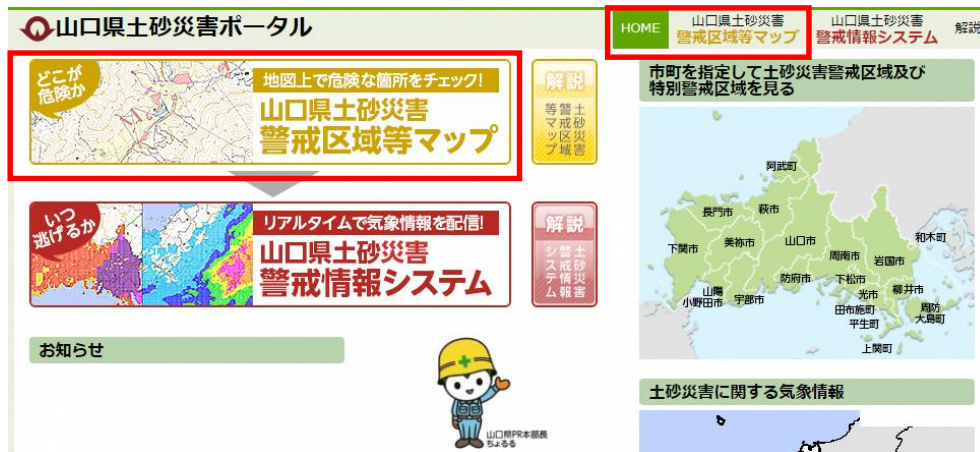 山口県土砂災害ポータル
HOME
山口県土砂災害
警戒区域等マップ
山口県土砂災害
警戒情報システム
解説
どこが
危険か
地図上で危険な箇所をチェック!
山口県土砂災害
警戒区域等マップ
解説
土砂災害
警戒区域
等マップ
いつ
逃げるか
リアルタイムで気象情報を配信!
山口県土砂災害
警戒情報システム
解説
土砂災害
警戒情報
システム
お知らせ
山口県PR本部長
ちょるる
市町を指定して土砂災害警戒区域及び
特別警戒区域を見る
阿武町
長門市
萩市
下関市
美祢市
山口市
周南市
岩国市
和木町
山陽
小野田市
宇部市
防府市
下松市
光市
柳井市
田布施町
平生町
周防
大島町
上関町
土砂災害に関する気象情報